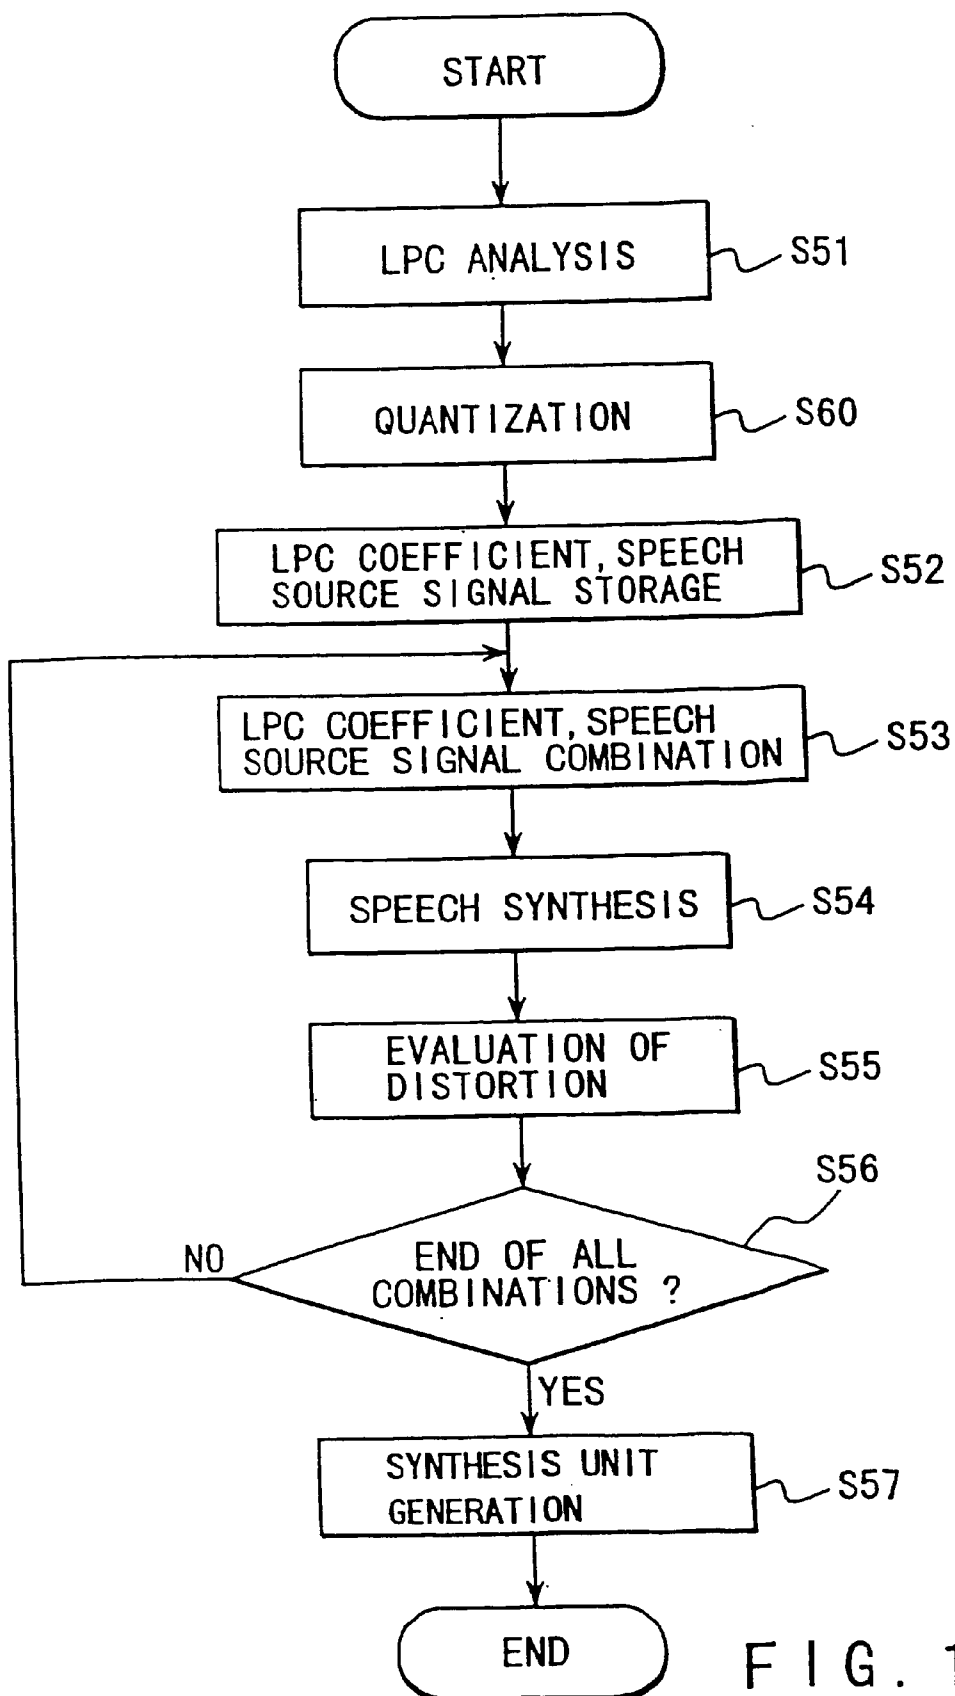 START
LPC ANALYSIS
S51
QUANTIZATION
S60
LPC COEFFICIENT, SPEECH
SOURCE SIGNAL STORAGE
S52
LPC COEFFICIENT, SPEECH
SOURCE SIGNAL COMBINATION
S53
SPEECH SYNTHESIS
S54
EVALUATION OF
DISTORTION
S55
S56
END OF ALL
COMBINATIONS ?
NO
YES
SYNTHESIS UNIT
GENERATION
S57
END
FIG.